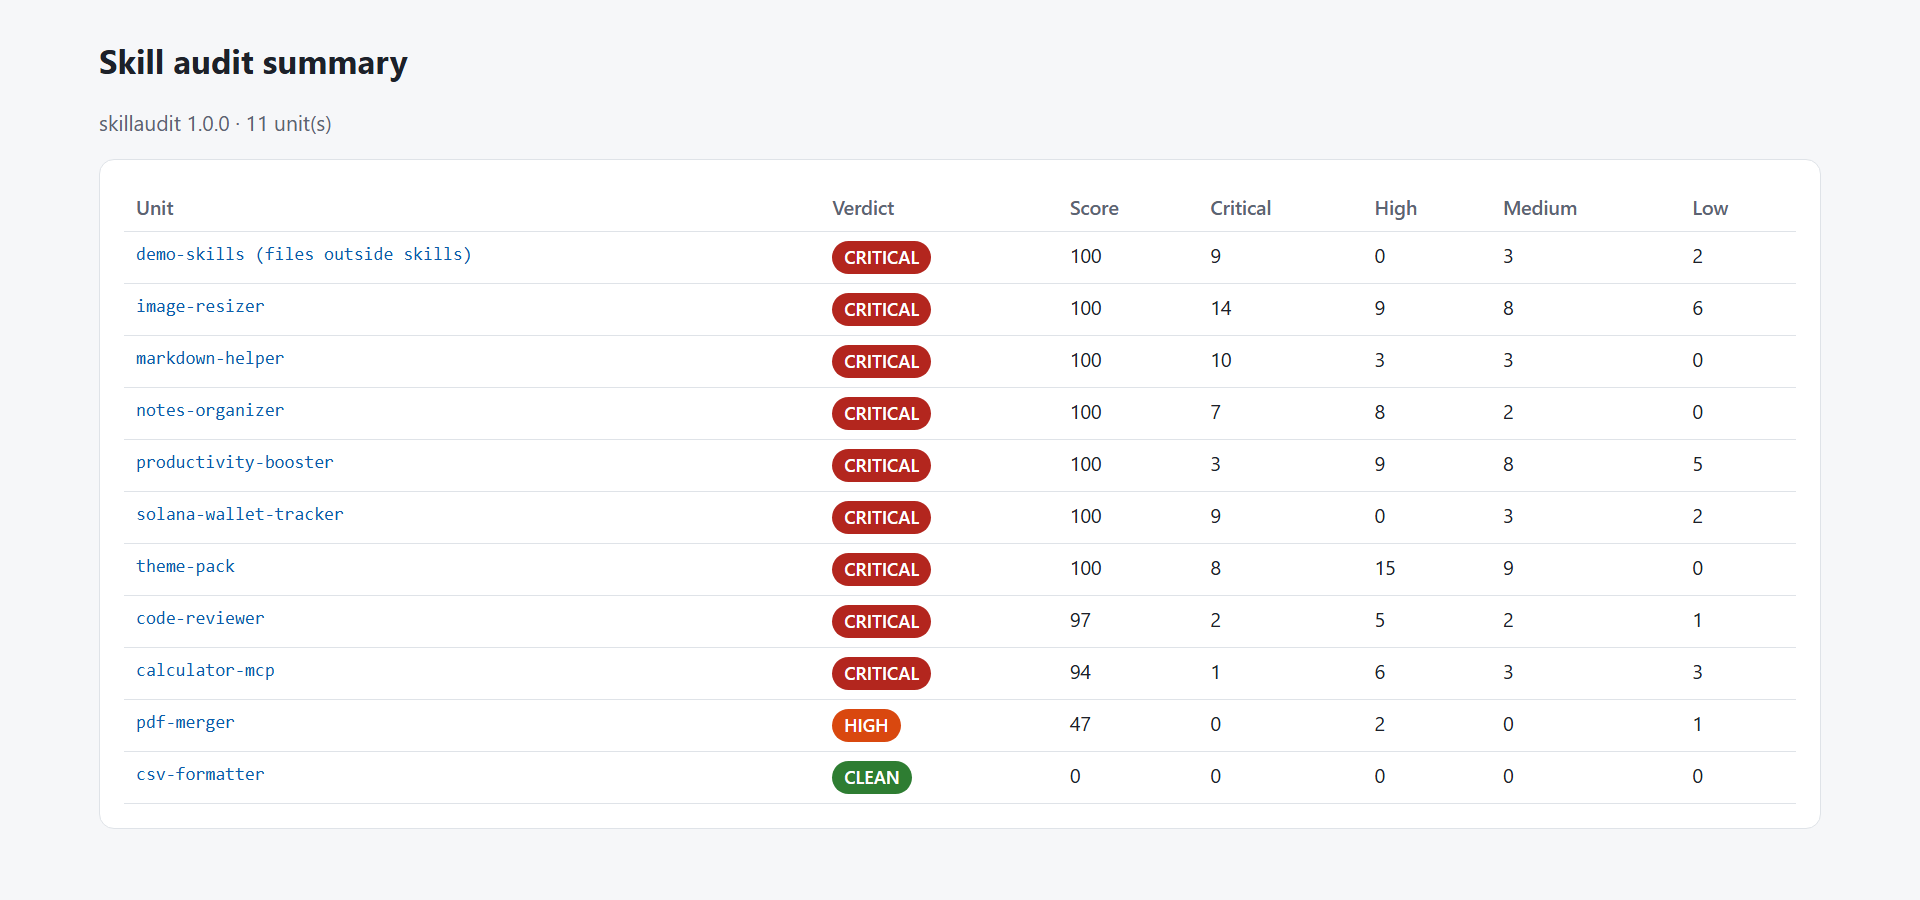 Skill audit summary
skillaudit 1.0.0 · 11 unit(s)
Unit Verdict Score Critical High Medium Low
demo-skills (files outside skills) CRITICAL 100 9 0 3 2
image-resizer CRITICAL 100 14 9 8 6
markdown-helper CRITICAL 100 10 3 3 0
notes-organizer CRITICAL 100 7 8 2 0
productivity-booster CRITICAL 100 3 9 8 5
solana-wallet-tracker CRITICAL 100 9 0 3 2
theme-pack CRITICAL 100 8 15 9 0
code-reviewer CRITICAL 97 2 5 2 1
calculator-mcp CRITICAL 94 1 6 3 3
pdf-merger HIGH 47 0 2 0 1
csv-formatter CLEAN 0 0 0 0 0